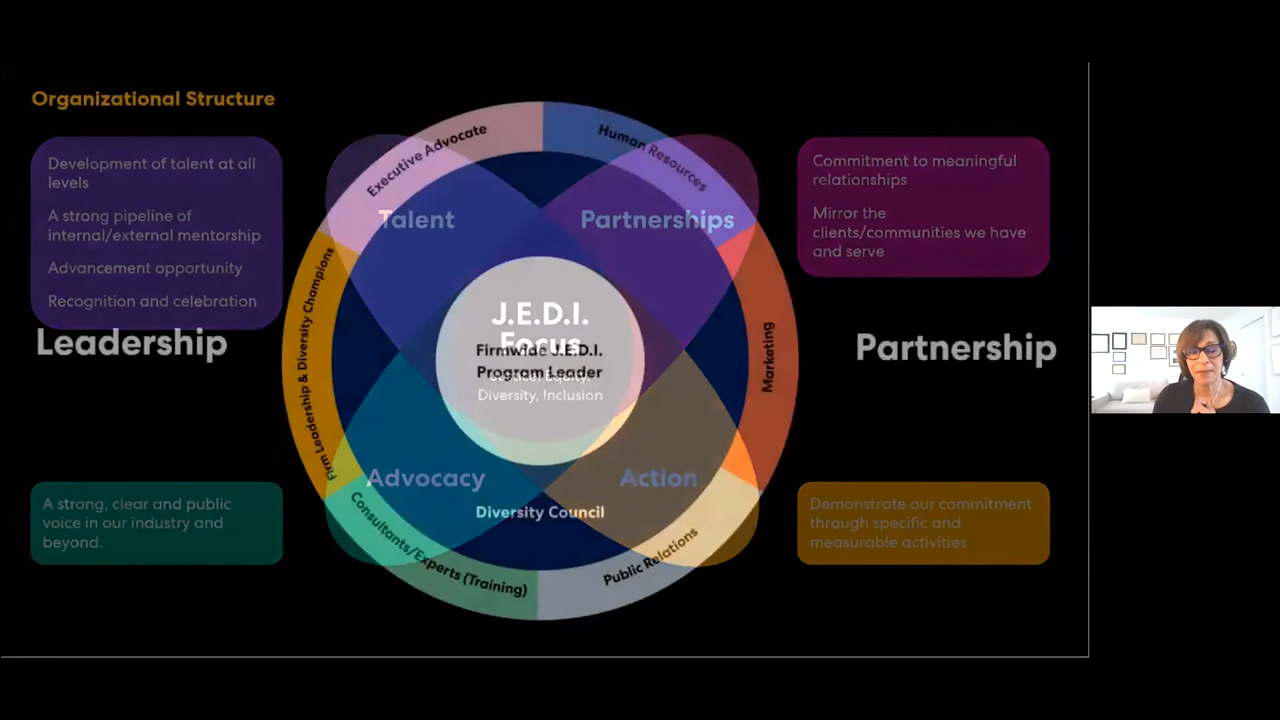 Organizational Structure
Development of talent at all
levels
A strong pipeline of
internal/external mentorship
Advancement opportunity
Recognition and celebration
Leadership
A strong, clear and public
voice in our industry and
beyond.
Executive Advocate
Human Resources
Talent
Partnerships
Firm Leadership & Diversity Champions
Marketing
J.E.D.I.
Focus
Firmwide J.E.D.I.
Program Leader
Equity,
Diversity, Inclusion
Advocacy
Action
Diversity Council
Consultants/Experts (Training)
Public Relations
Commitment to meaningful
relationships
Mirror the
clients/communities we have
and serve
Partnership
Demonstrate our commitment
through specific and
measurable activities